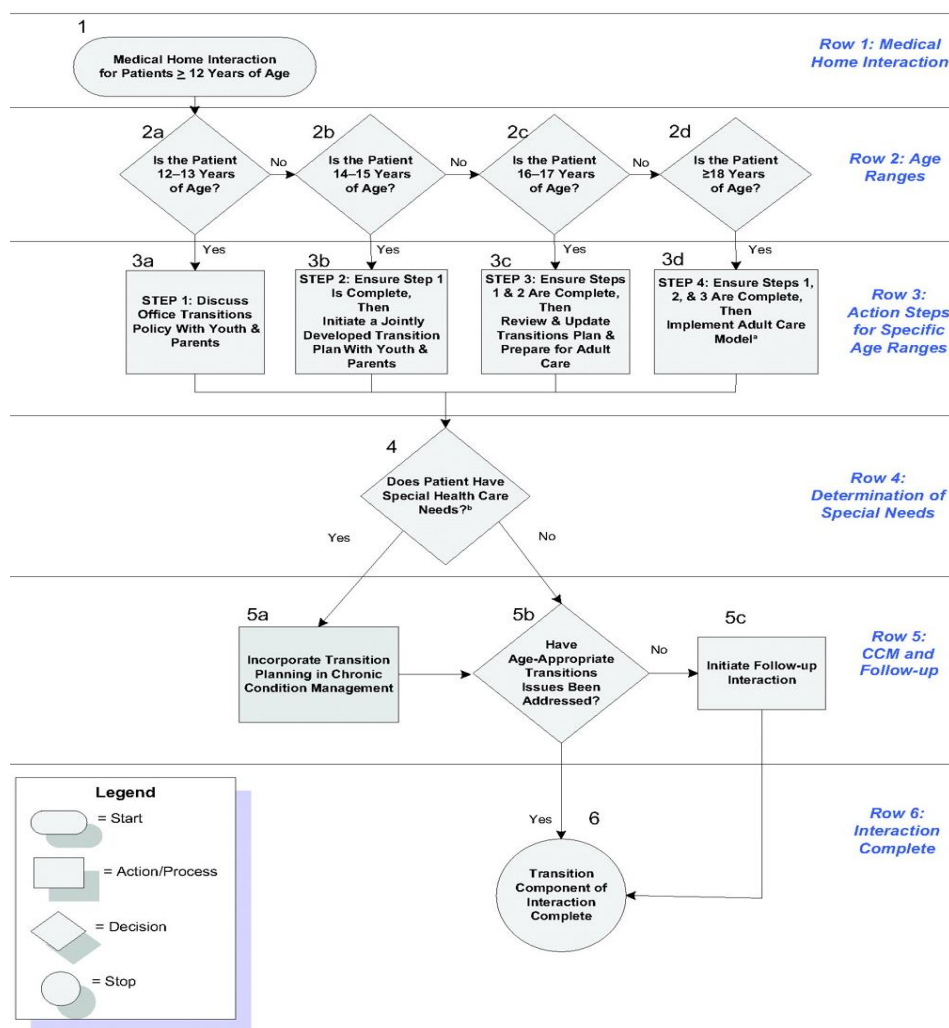 1
Medical Home Interaction
for Patients ≥ 12 Years of Age
Row 1: Medical
Home Interaction
2a
Is the Patient
12–13 Years
of Age?
No
2b
Is the Patient
14–15 Years
of Age?
No
2c
Is the Patient
16–17 Years
of Age?
No
2d
Is the Patient
≥18 Years
of Age?
Row 2: Age
Ranges
Yes
Yes
Yes
Yes
3a
STEP 1: Discuss
Office Transitions
Policy With Youth &
Parents
3b
STEP 2: Ensure Step 1
Is Complete,
Then
Initiate a Jointly
Developed Transition
Plan With Youth &
Parents
3c
STEP 3: Ensure Steps
1 & 2 Are Complete,
Then
Review & Update
Transitions Plan &
Prepare for Adult
Care
3d
STEP 4: Ensure Steps 1,
2, & 3 Are Complete,
Then
Implement Adult Care
Modelᵃ
Row 3:
Action Steps
for Specific
Age Ranges
4
Does Patient Have
Special Health Care
Needs?ᵇ
Yes
No
Row 4:
Determination of
Special Needs
5a
Incorporate Transition
Planning in Chronic
Condition Management
5b
Have
Age-Appropriate
Transitions
Issues Been
Addressed?
No
5c
Initiate Follow-up
Interaction
Row 5:
CCM and
Follow-up
Yes
6
Transition
Component of
Interaction
Complete
Row 6:
Interaction
Complete
Legend
= Start
= Action/Process
= Decision
= Stop